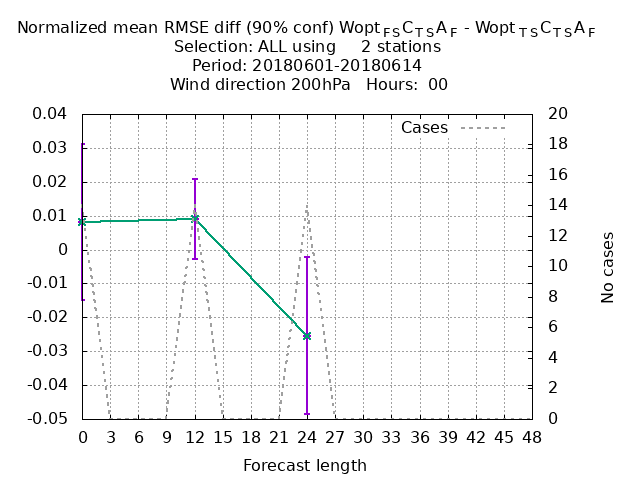 Normalized mean RMSE diff (90% conf) Wopt FS C TS A F - Wopt TS C TS A F
Selection: ALL using 2 stations
Period: 20180601-20180614
Wind direction 200hPa Hours: 00
Cases
0.04
0.03
0.02
0.01
0
-0.01
-0.02
-0.03
-0.04
-0.05
20
18
16
14
12
10
8
6
4
2
0
No cases
0 3 6 9 12 15 18 21 24 27 30 33 36 39 42 45 48
Forecast length